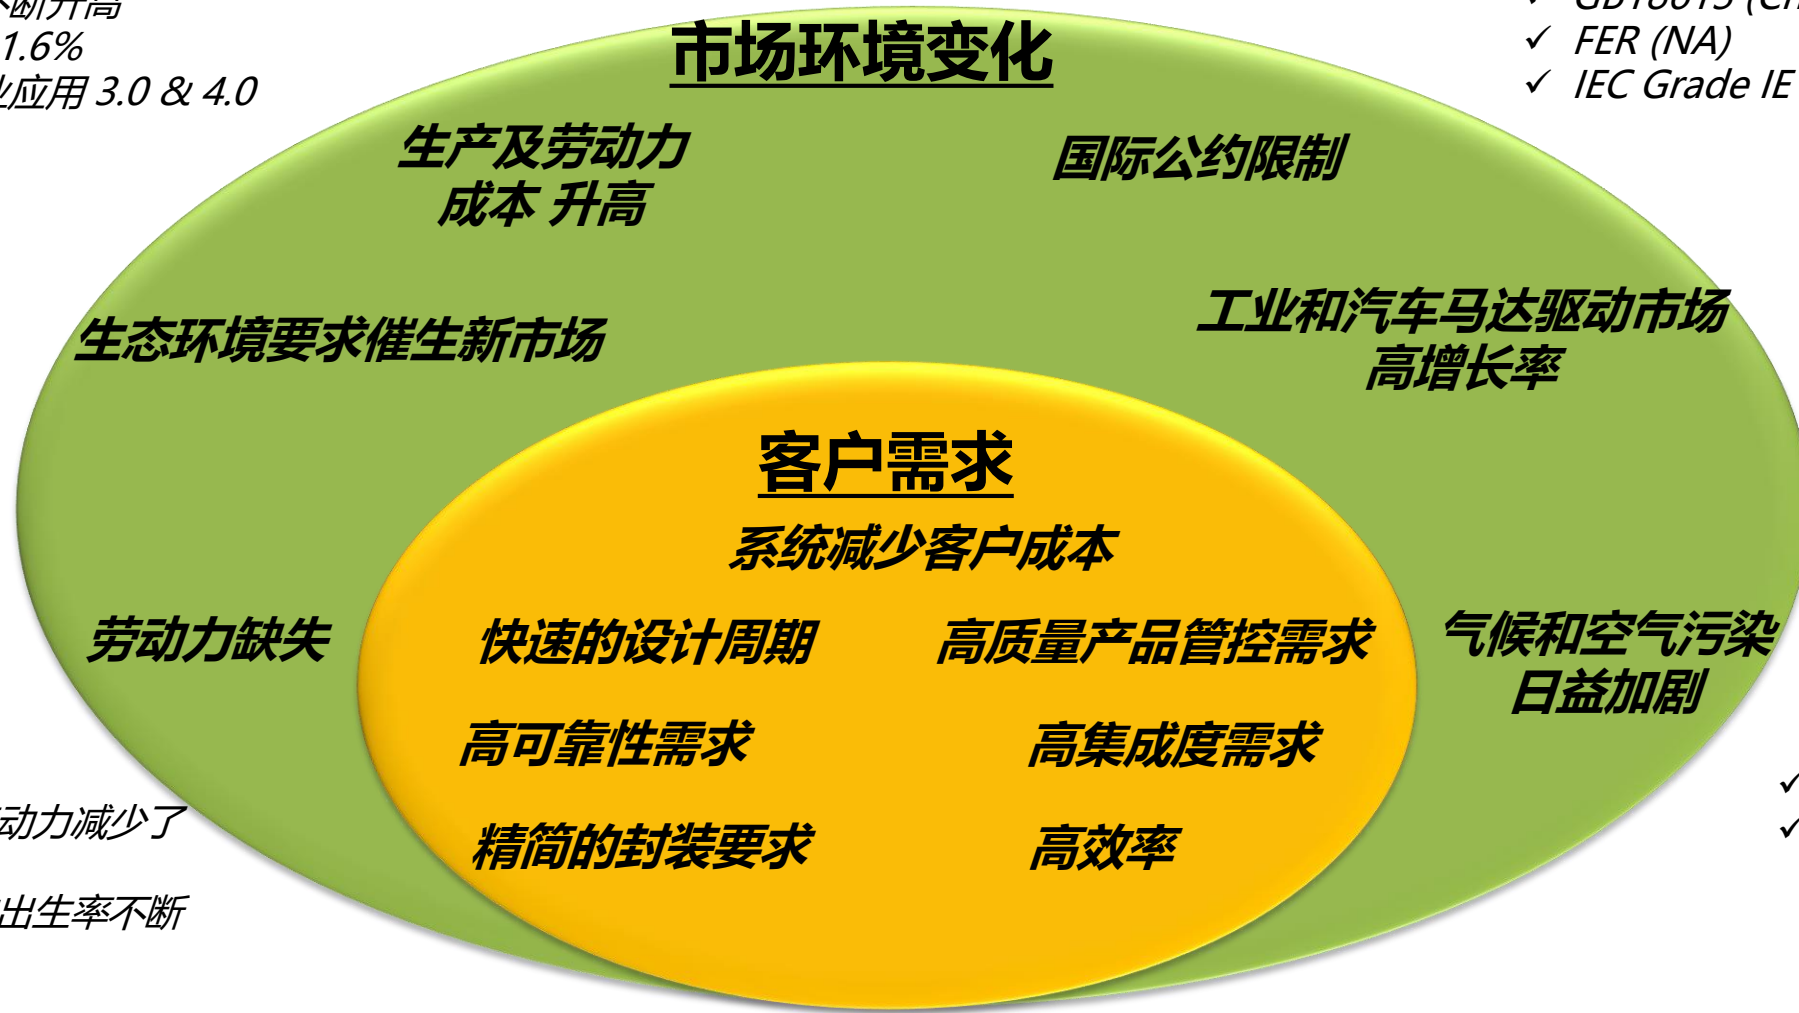 不断升高
1.6%
业应用 3.0 & 4.0
✓ GB18613
✓ FER (NA)
✓ IEC Grade IE
市场环境变化
生产及劳动力
成本 升高
国际公约限制
生态环境要求催生新市场
工业和汽车马达驱动市场
高增长率
客户需求
系统减少客户成本
劳动力缺失
快速的设计周期
高质量产品管控需求
气候和空气污染
日益加剧
高可靠性需求
高集成度需求
精简的封装要求
高效率
动力减少了
出生率不断
✓
✓